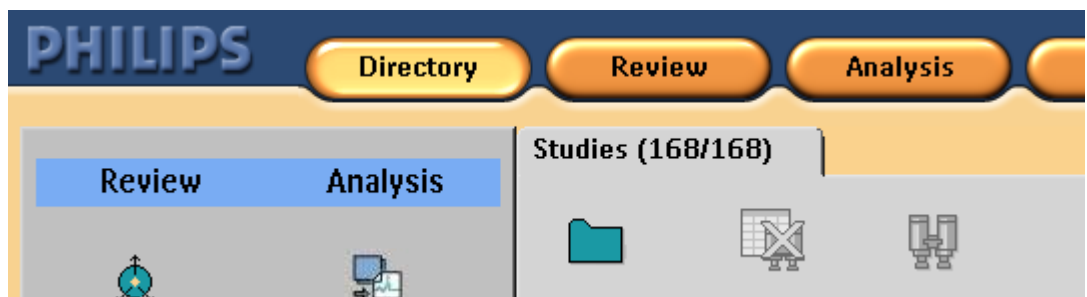 PHILIPS
Directory Review Analysis
Studies (168/168)
Review Analysis